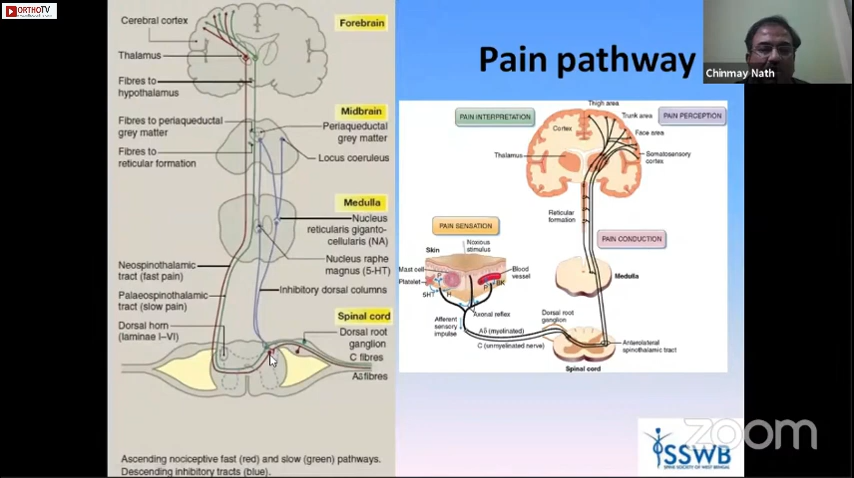 ORTHOTV
Pain pathway
Chinmay Nath
Cerebral cortex
Forebrain
Thalamus
Fibres to
hypothalamus
Midbrain
Fibres to periaqueductal
grey matter
Periaqueductal
grey matter
Fibres to
reticular formation
Locus coeruleus
Medulla
Nucleus
reticularis giganto-
cellularis (NA)
Nucleus raphe
magnus (5-HT)
Neospinothalamic
tract (fast pain)
Inhibitory dorsal columns
Palaeospinothalamic
tract (slow pain)
Spinal cord
Dorsal horn
(laminae I–VI)
Dorsal root
ganglion
C fibres
Aδ fibres
Ascending nociceptive fast (red) and slow (green) pathways.
Descending inhibitory tracts (blue).
PAIN INTERPRETATION
Thigh area
Trunk area
PAIN PERCEPTION
Cortex
Face area
Thalamus
Somatosensory
cortex
Reticular
formation
PAIN SENSATION
PAIN CONDUCTION
Skin
Noxious
stimulus
Mast cell
Platelet
Blood
vessel
P
P
BK
5HT
H
Medulla
Axonal reflex
Dorsal root
ganglion
Afferent
sensory
impulse
Aδ (myelinated)
C (unmyelinated nerve)
Anterolateral
spinothalamic tract
Spinal cord
SSWB
SPINE SOCIETY OF WEST BENGAL
zoom